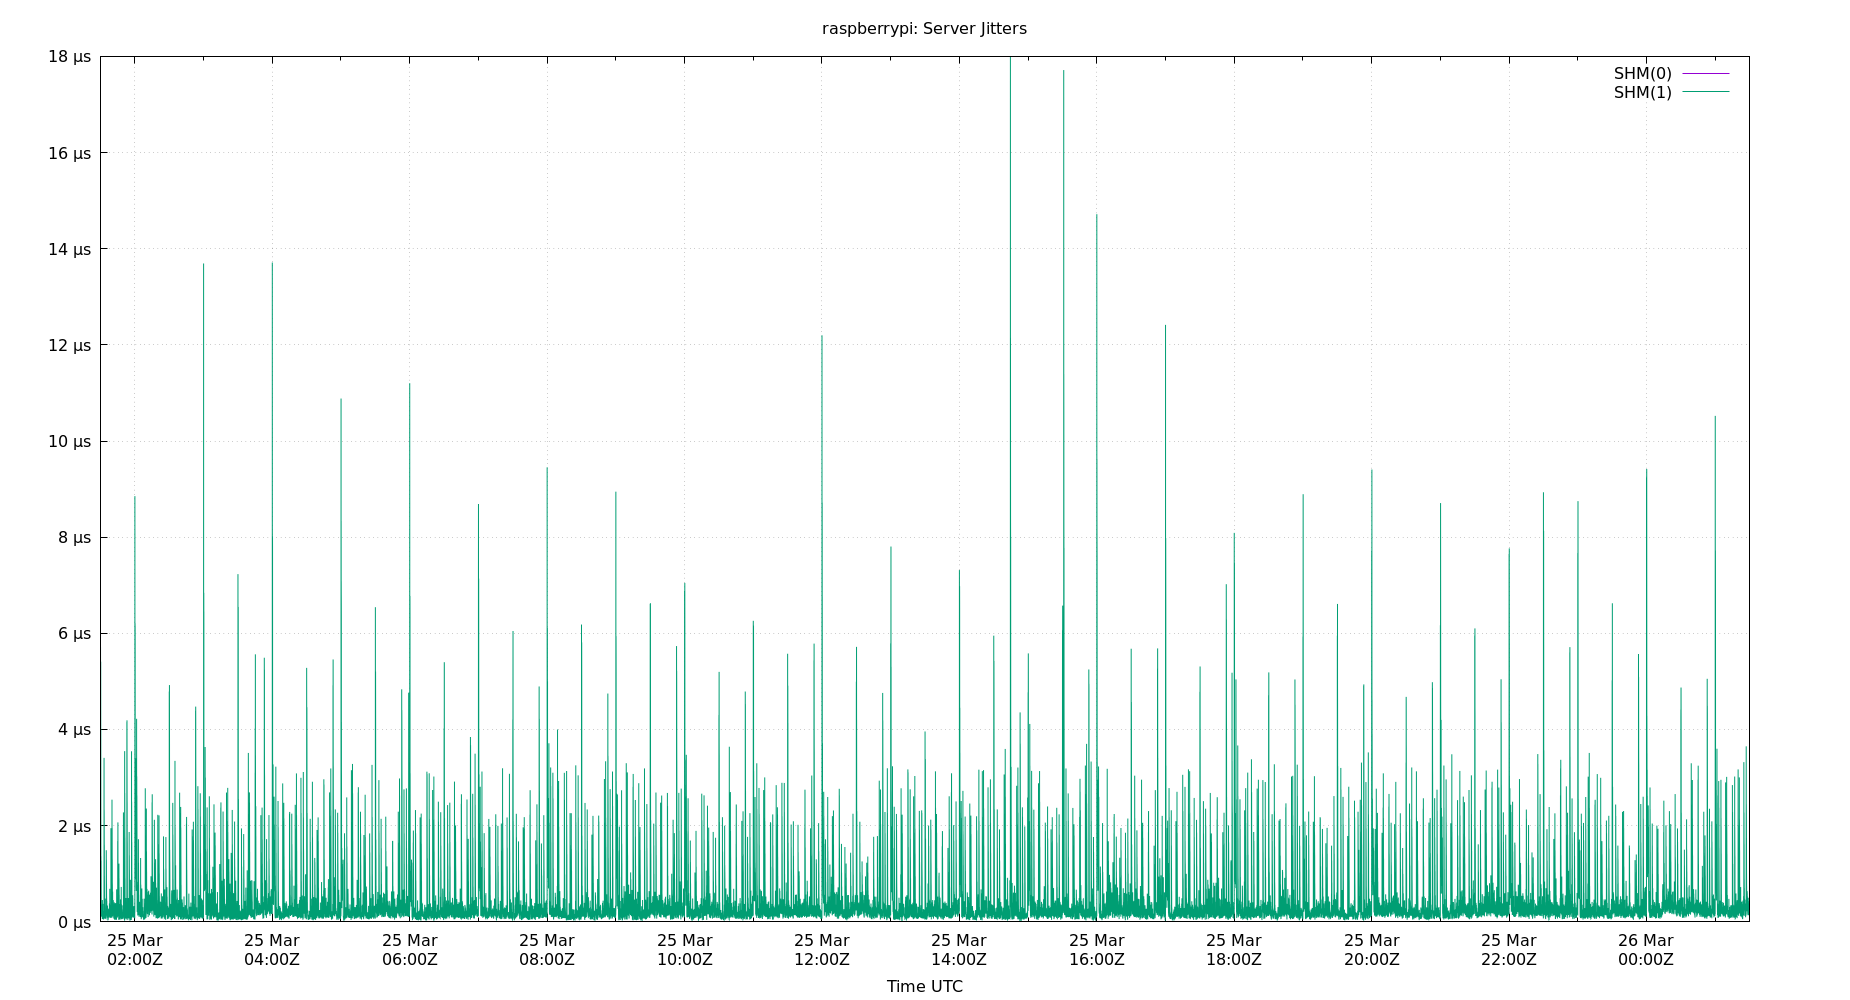 raspberrypi: Server Jitters
18 µs
16 µs
14 µs
12 µs
10 µs
8 µs
6 µs
4 µs
2 µs
0 µs
SHM(0)
SHM(1)
25 Mar 25 Mar 25 Mar 25 Mar 25 Mar 25 Mar 25 Mar 25 Mar 25 Mar 25 Mar 25 Mar 26 Mar
02:00Z 04:00Z 06:00Z 08:00Z 10:00Z 12:00Z 14:00Z 16:00Z 18:00Z 20:00Z 22:00Z 00:00Z
Time UTC